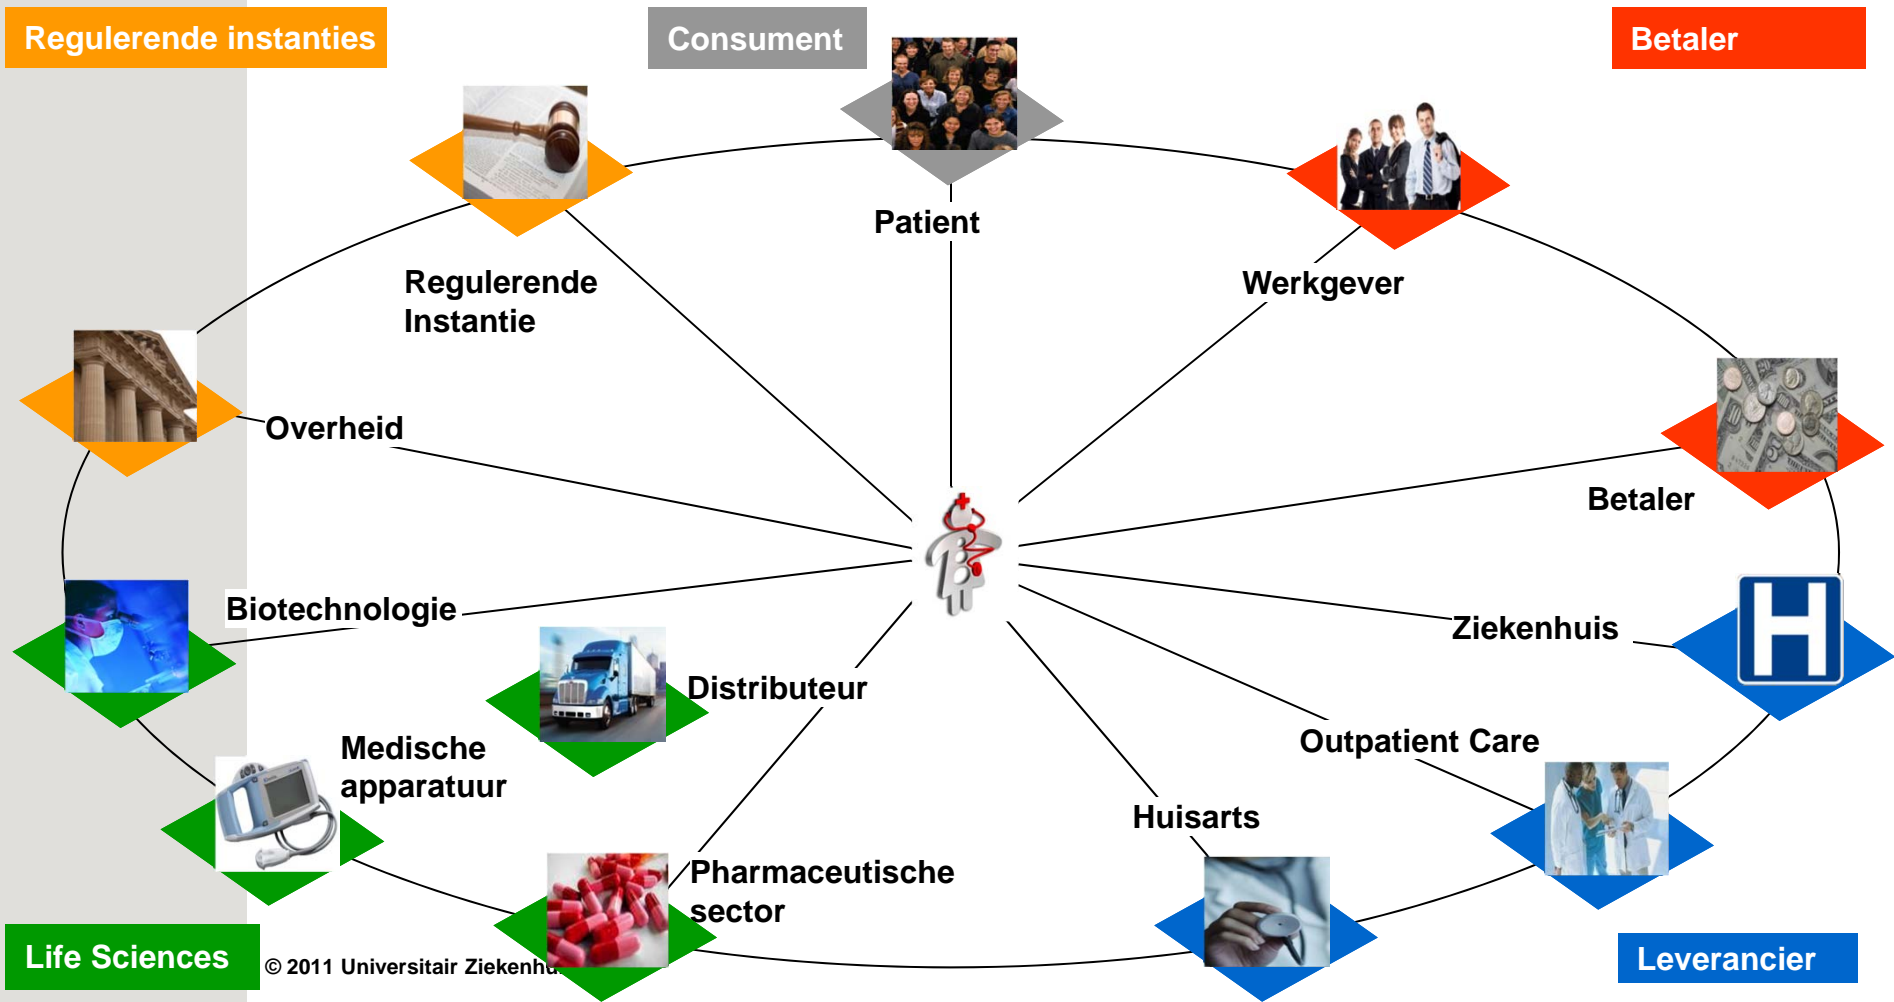 Regulerende instanties
Consument
Betaler
Patient
Regulerende
Instantie
Werkgever
Overheid
Betaler
Biotechnologie
Ziekenhuis
Distributeur
Medische
apparatuur
Outpatient Care
Huisarts
Pharmaceutische
sector
H
Life Sciences
© 2011 Universitair
Leverancier